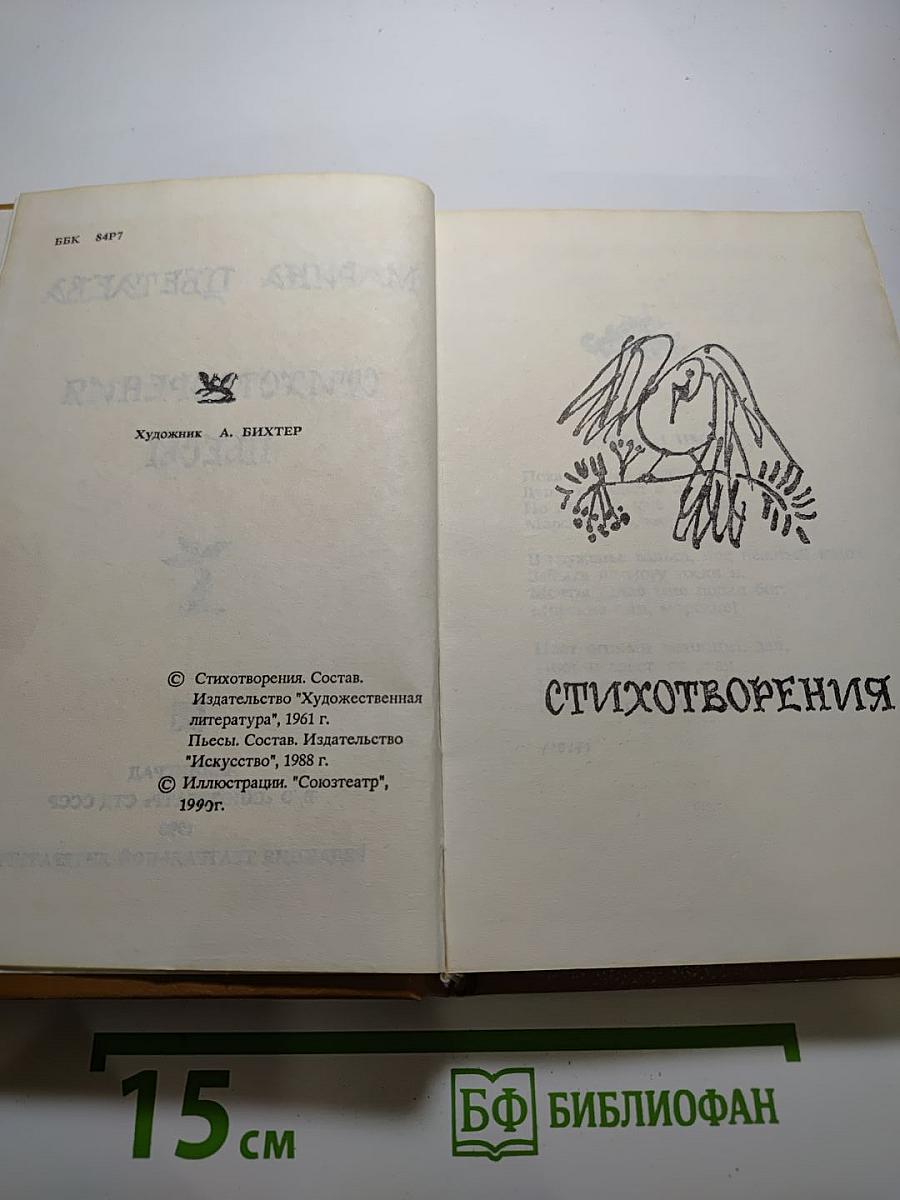 ББК 84Р7
Художник А. БИХТЕР
© Стихотворения. Состав.
Издательство "Художественная
литература", 1961 г.
Пьесы. Состав. Издательство
"Искусство", 1988 г.
© Иллюстрации. "Союзтеатр",
1990г.
СТИХОТВОРЕНИЯ
15 см
БФ БИБЛИОФАН